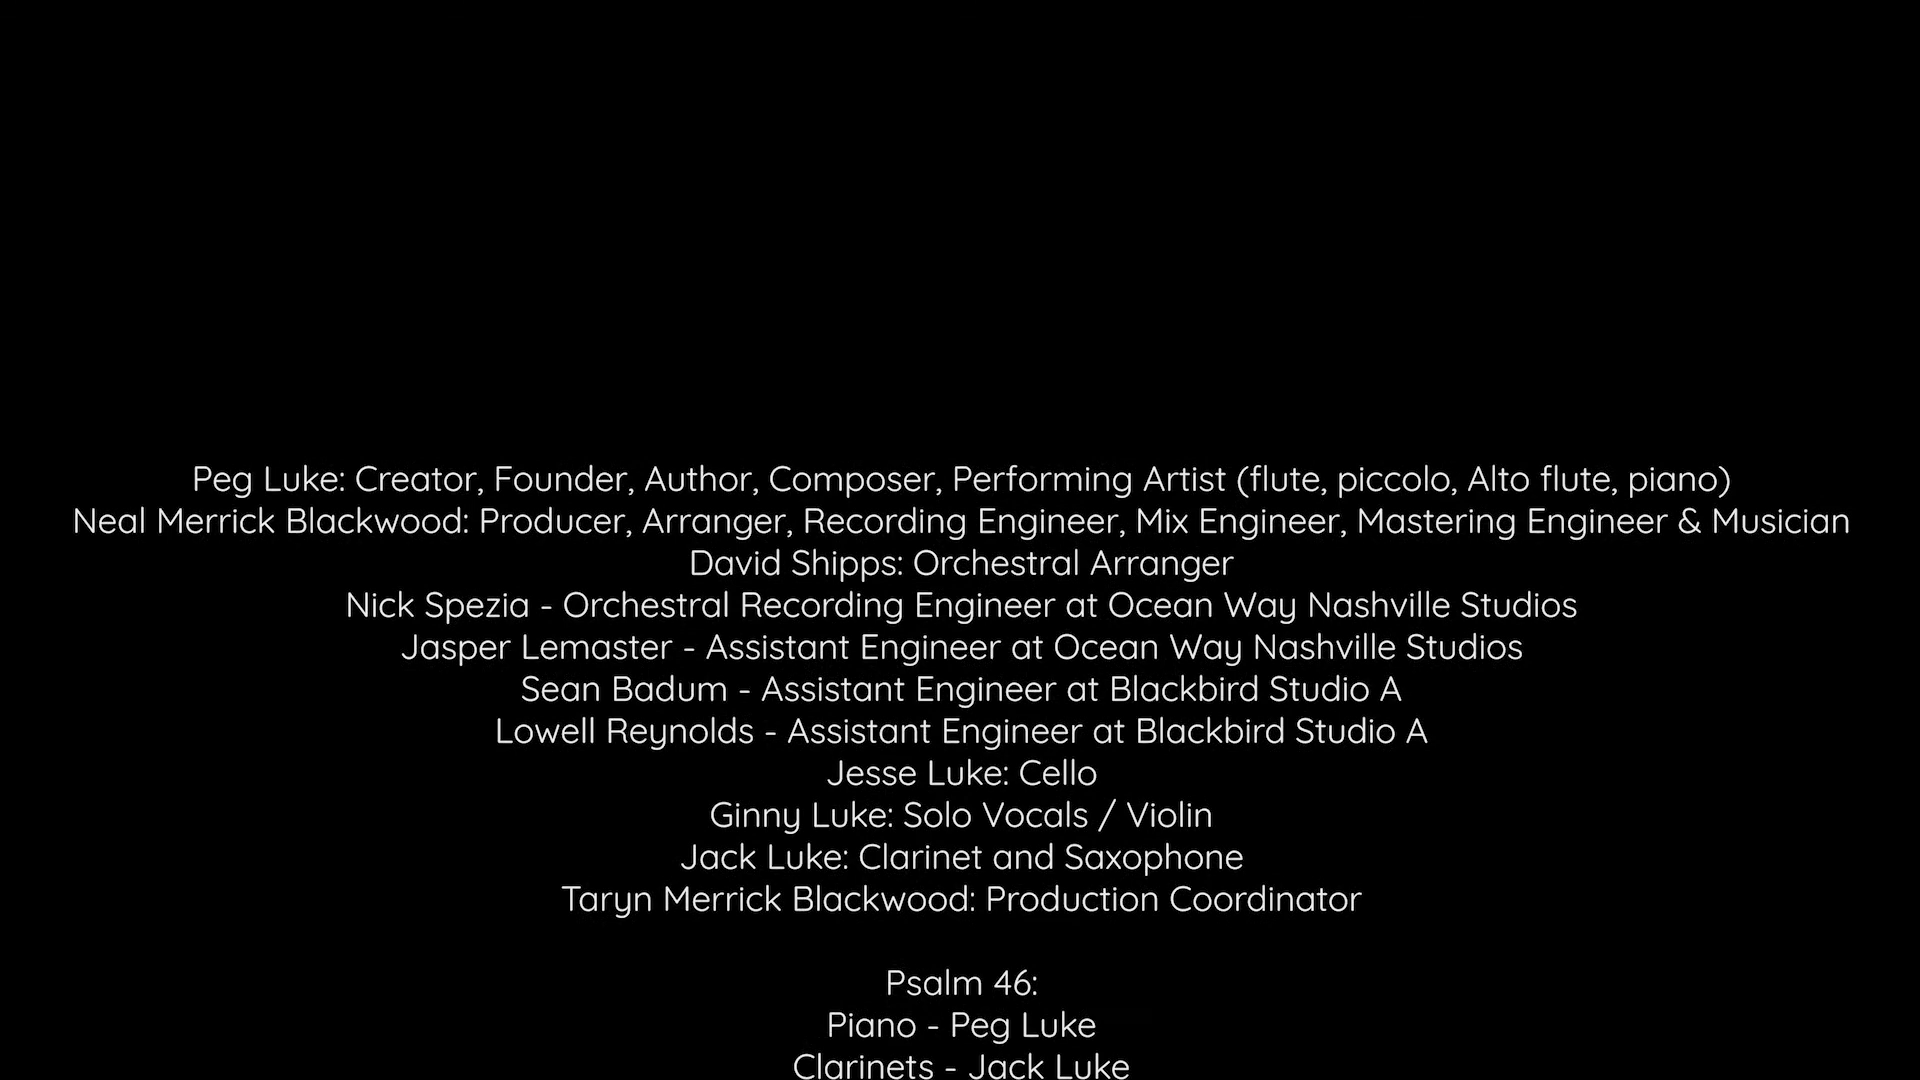 Peg Luke: Creator, Founder, Author, Composer, Performing Artist (flute, piccolo, Alto flute, piano)
Neal Merrick Blackwood: Producer, Arranger, Recording Engineer, Mix Engineer, Mastering Engineer & Musician
David Shipps: Orchestral Arranger
Nick Spezia - Orchestral Recording Engineer at Ocean Way Nashville Studios
Jasper Lemaster - Assistant Engineer at Ocean Way Nashville Studios
Sean Badum - Assistant Engineer at Blackbird Studio A
Lowell Reynolds - Assistant Engineer at Blackbird Studio A
Jesse Luke: Cello
Ginny Luke: Solo Vocals / Violin
Jack Luke: Clarinet and Saxophone
Taryn Merrick Blackwood: Production Coordinator
Psalm 46:
Piano - Peg Luke
Clarinets - Jack Luke